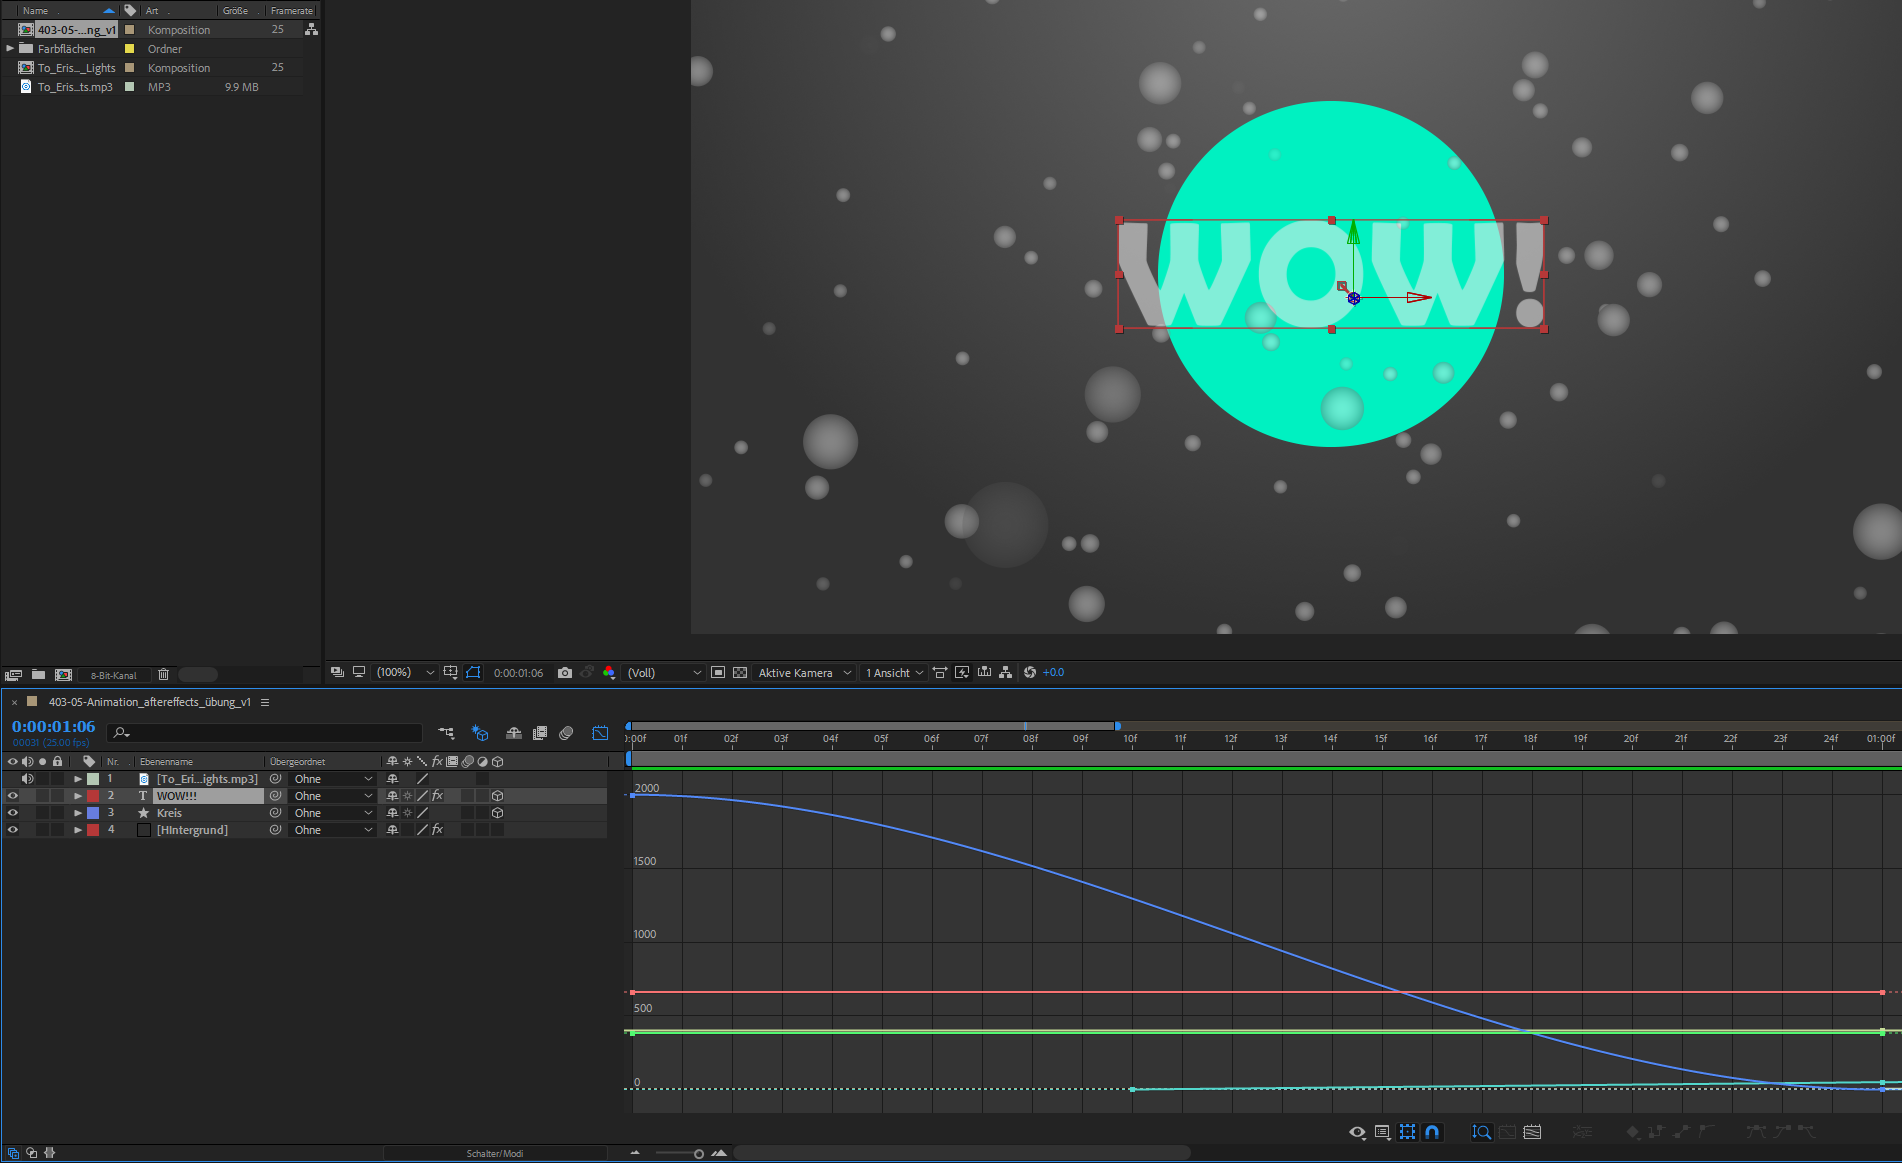 Name Art Größe Framerate
403-05-...ng_v1 Komposition 25
Farbflächen Ordner
To_Eris..._Lights Komposition 25
To_Eris...ts.mp3 MP3 9.9 MB
WOW!
8-Bit-Kanal
(100%) 0:00:01:06 (Voll) Aktive Kamera 1 Ansicht +0.0
403-05-Animation_aftereffects_übung_v1
0:00:01:06
00031 (25.00 fps)
0:00f 01f 02f 03f 04f 05f 06f 07f 08f 09f 10f 11f 12f 13f 14f 15f 16f 17f 18f 19f 20f 21f 22f 23f 24f 01:00f
Nr. Ebenenname Übergeordnet fx
1 [To_Eri...ights.mp3] Ohne
2 T WOW!!! Ohne fx
3 Kreis Ohne
4 [HIntergrund] Ohne fx
2000
1500
1000
500
0
Schalter/Modi